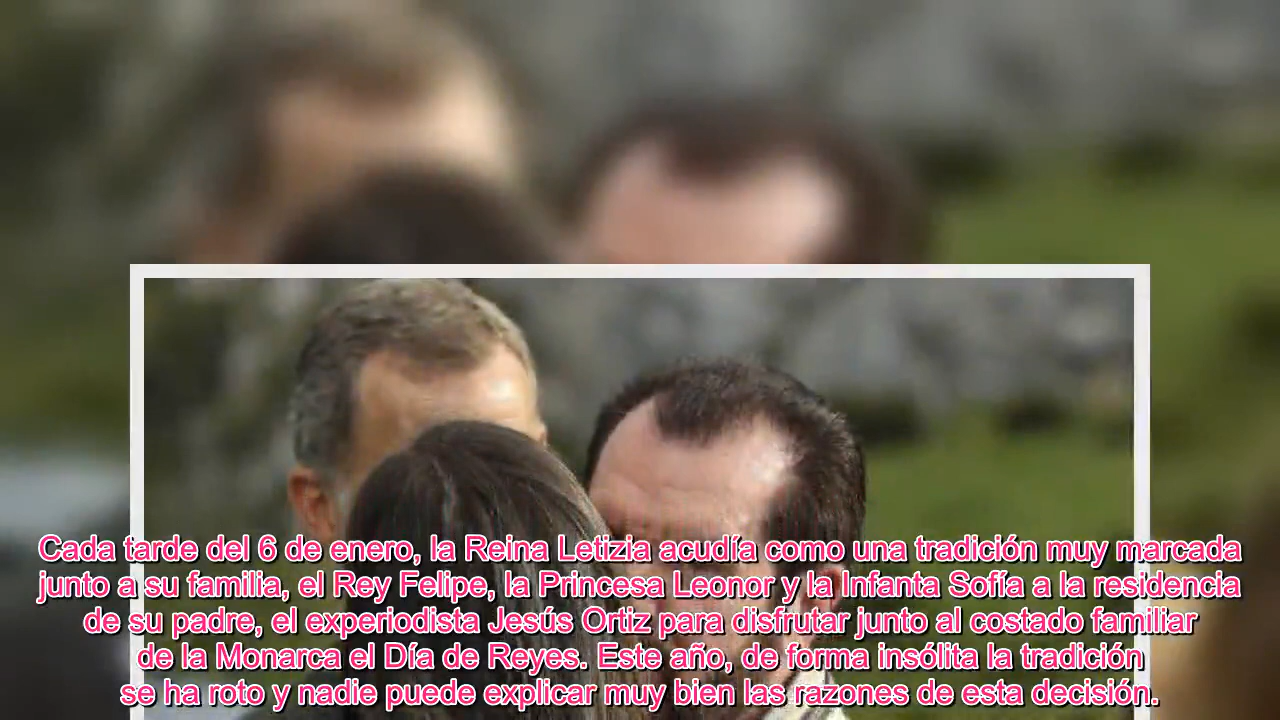 Cada tarde del 6 de enero, la Reina Letizia acudía como una tradición muy marcada
junto a su familia, el Rey Felipe, la Princesa Leonor y la Infanta Sofía a la residencia
de su padre, el experiodista Jesús Ortiz para disfrutar junto al costado familiar
de la Monarca el Día de Reyes. Este año, de forma insólita la tradición
se ha roto y nadie puede explicar muy bien las razones de esta decisión.